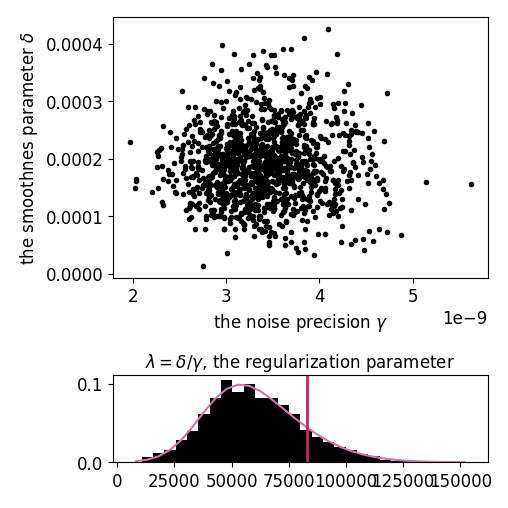 0.0004
0.0003
0.0002
0.0001
0.0000
the smoothnes parameter δ
2 3 4 5
1e−9
the noise precision γ
λ = δ/γ, the regularization parameter
0.1
0.0
0 25000 50000 75000 100000 125000 150000